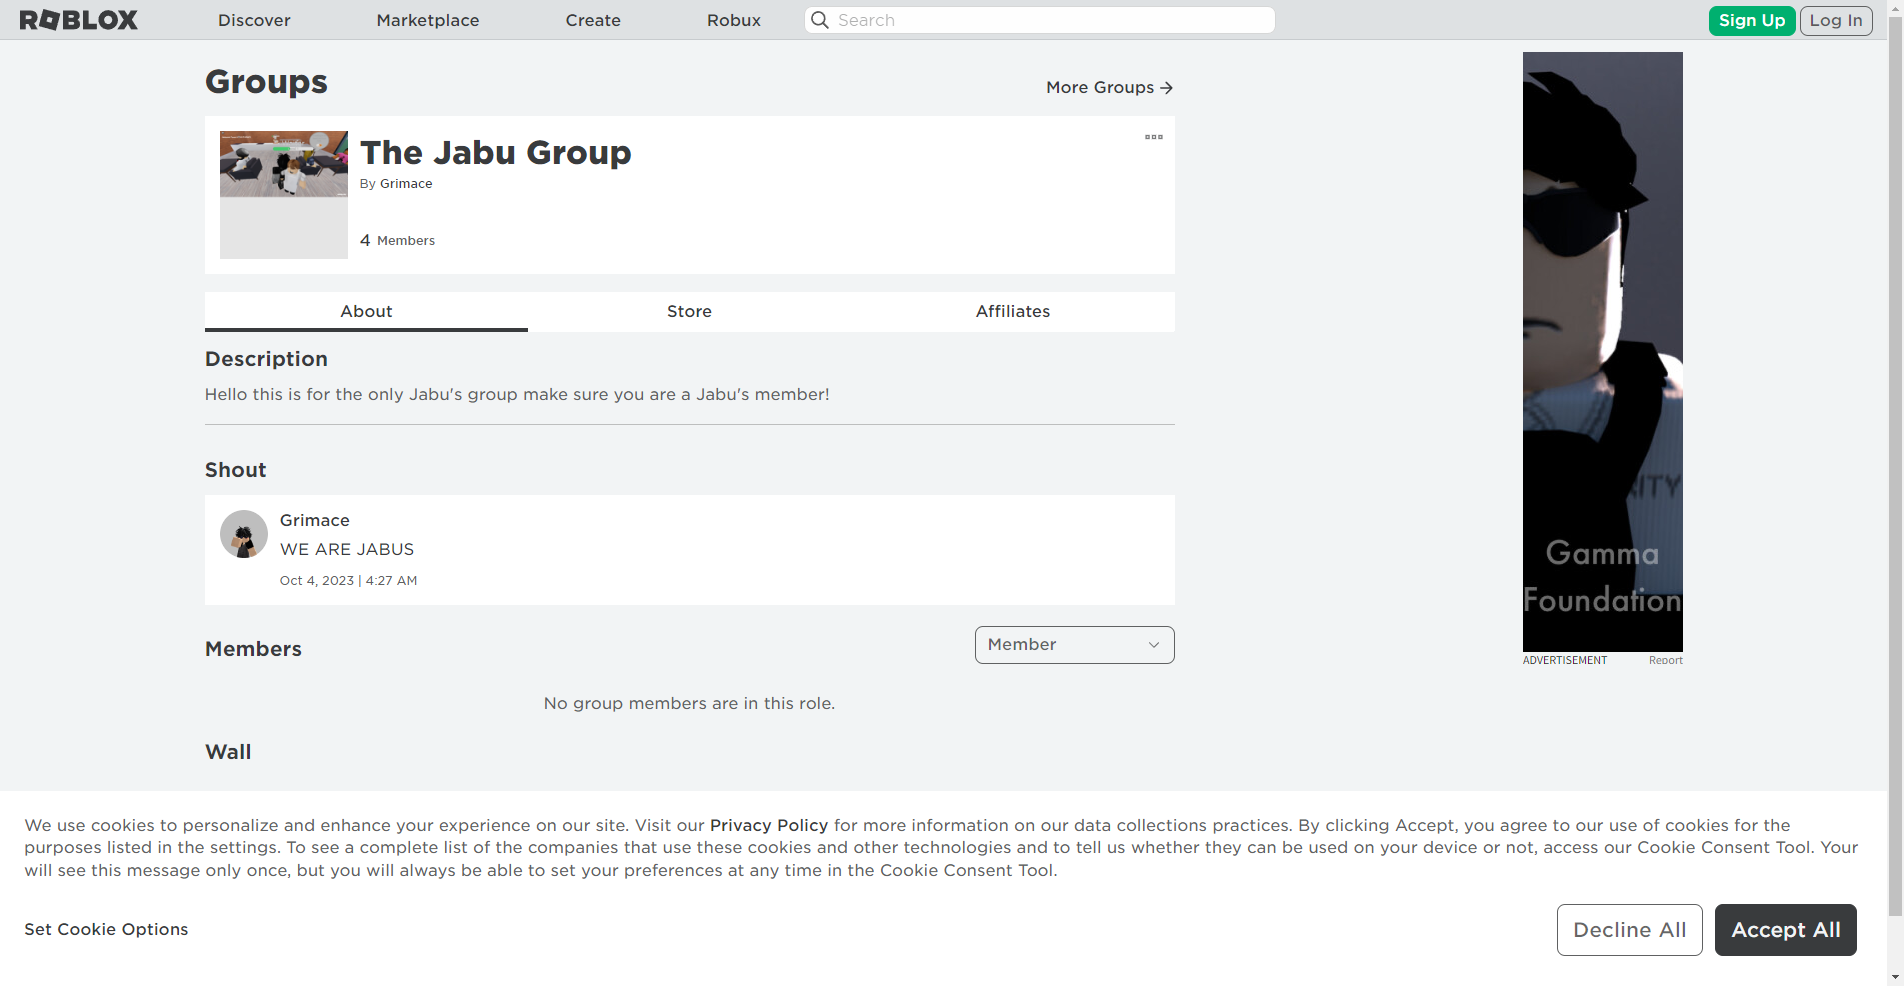 ROBLOX
Discover
Marketplace
Create
Robux
Search
Sign Up
Log In
Groups
More Groups
The Jabu Group
By Grimace
4 Members
About
Store
Affiliates
Description
Hello this is for the only Jabu's group make sure you are a Jabu's member!
Shout
Grimace
WE ARE JABUS
Oct 4, 2023 | 4:27 AM
Members
Member
No group members are in this role.
Wall
Gamma
Foundation
ADVERTISEMENT
Report
We use cookies to personalize and enhance your experience on our site. Visit our Privacy Policy for more information on our data collections practices. By clicking Accept, you agree to our use of cookies for the
purposes listed in the settings. To see a complete list of the companies that use these cookies and other technologies and to tell us whether they can be used on your device or not, access our Cookie Consent Tool. Your
will see this message only once, but you will always be able to set your preferences at any time in the Cookie Consent Tool.
Set Cookie Options
Decline All
Accept All